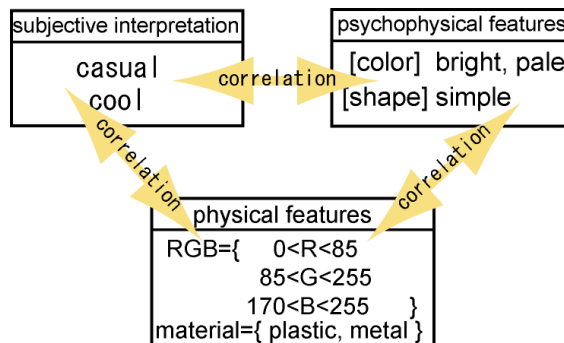 subjective interpretation
casual
cool
psychophysical features
[color] bright, pale
[shape] simple
correlation
correlation
correlation
physical features
RGB={ 0<R<85
85<G<255
170<B<255 }
material={ plastic, metal }